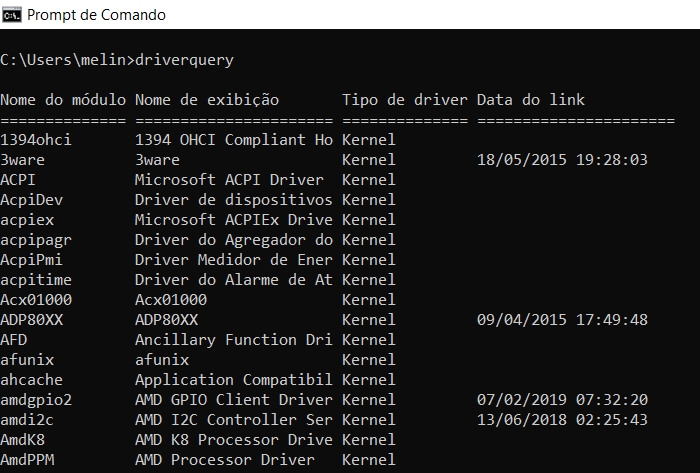 Prompt de Comando
C:\Users\melin>driverquery
Nome do módulo Nome de exibição       Tipo de driver Data do link
============== ====================== ============== ======================
1394ohci       1394 OHCI Compliant Ho Kernel
3ware          3ware                  Kernel         18/05/2015 19:28:03
ACPI           Microsoft ACPI Driver  Kernel
AcpiDev        Driver de dispositivos Kernel
acpiex         Microsoft ACPIEx Drive Kernel
acpipagr       Driver do Agregador do Kernel
AcpiPmi        Driver Medidor de Ener Kernel
acpitime       Driver do Alarme de At Kernel
Acx01000       Acx01000               Kernel
ADP80XX        ADP80XX                Kernel         09/04/2015 17:49:48
AFD            Ancillary Function Dri Kernel
afunix         afunix                 Kernel
ahcache        Application Compatibil Kernel
amdgpio2       AMD GPIO Client Driver Kernel         07/02/2019 07:32:20
amdi2c         AMD I2C Controller Ser Kernel         13/06/2018 02:25:43
AmdK8          AMD K8 Processor Drive Kernel
AmdPPM         AMD Processor Driver   Kernel